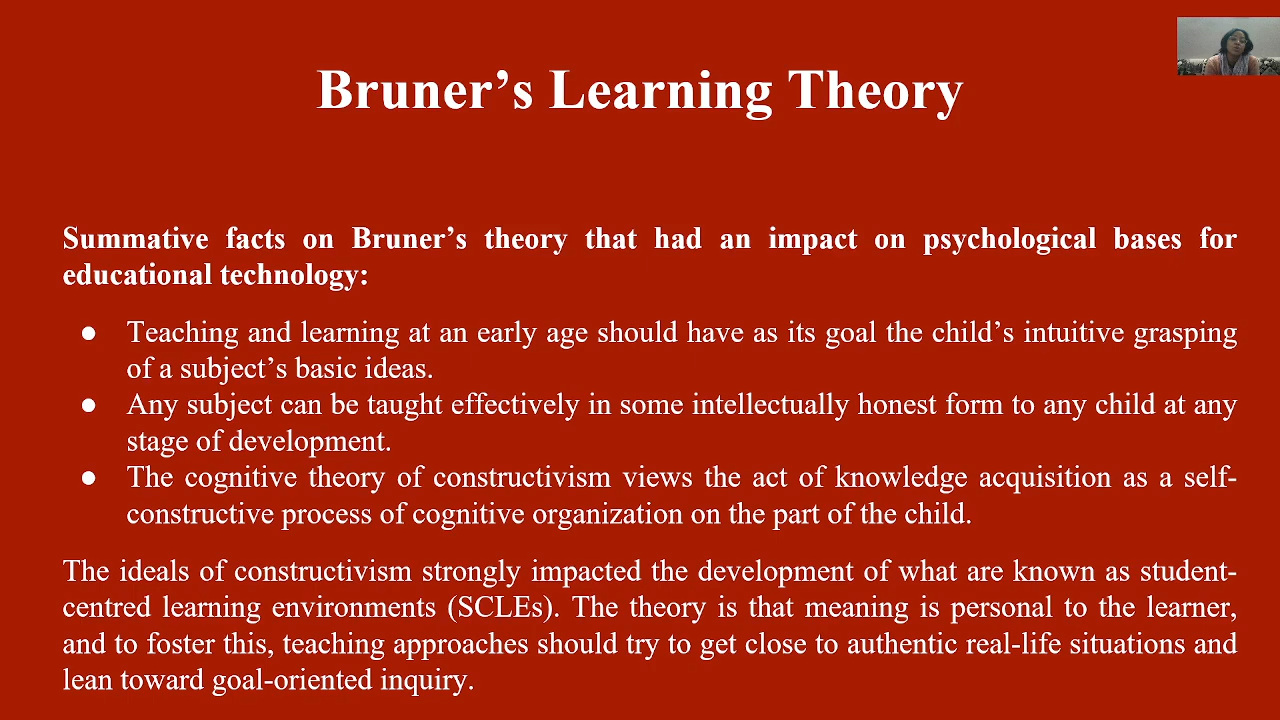 Bruner’s Learning Theory
Summative facts on Bruner’s theory that had an impact on psychological bases for
educational technology:
● Teaching and learning at an early age should have as its goal the child’s intuitive grasping
of a subject’s basic ideas.
● Any subject can be taught effectively in some intellectually honest form to any child at any
stage of development.
● The cognitive theory of constructivism views the act of knowledge acquisition as a self-
constructive process of cognitive organization on the part of the child.
The ideals of constructivism strongly impacted the development of what are known as student-
centred learning environments (SCLEs). The theory is that meaning is personal to the learner,
and to foster this, teaching approaches should try to get close to authentic real-life situations and
lean toward goal-oriented inquiry.